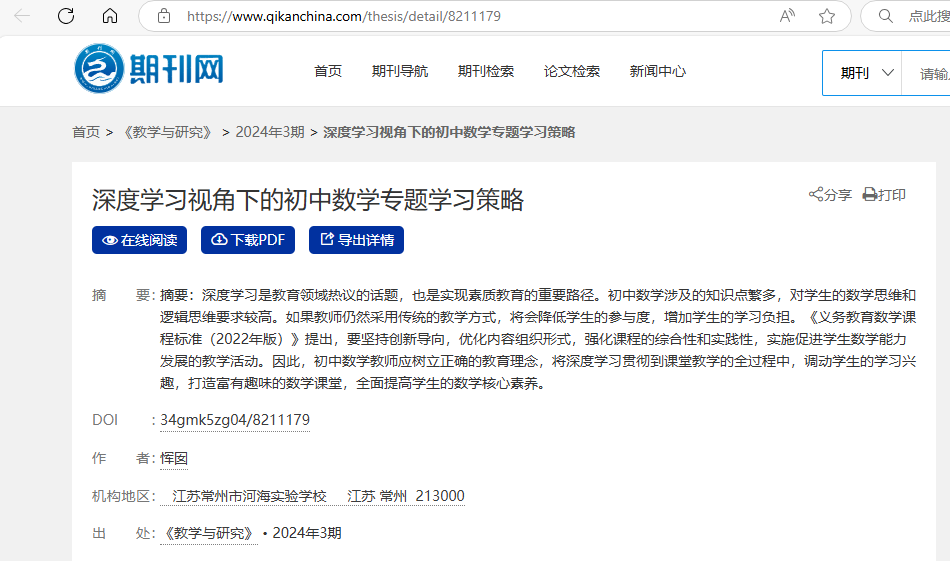 https://www.qikanchina.com/thesis/detail/8211179
点此搜
期刊网
首页 期刊导航 期刊检索 论文检索 新闻中心
期刊 请输
首页 > 《教学与研究》 > 2024年3期 > 深度学习视角下的初中数学专题学习策略
深度学习视角下的初中数学专题学习策略
分享 打印
在线阅读 下载PDF 导出详情
摘 要: 摘要：深度学习是教育领域热议的话题，也是实现素质教育的重要路径。初中数学涉及的知识点繁多，对学生的数学思维和
逻辑思维要求较高。如果教师仍然采用传统的教学方式，将会降低学生的参与度，增加学生的学习负担。《义务教育数学课
程标准（2022年版）》提出，要坚持创新导向，优化内容组织形式，强化课程的综合性和实践性，实施促进学生数学能力
发展的教学活动。因此，初中数学教师应树立正确的教育理念，将深度学习贯彻到课堂教学的全过程中，调动学生的学习兴
趣，打造富有趣味的数学课堂，全面提高学生的数学核心素养。
DOI : 34gmk5zg04/8211179
作 者: 恽囡
机构地区: 江苏常州市河海实验学校 江苏 常州 213000
出 处: 《教学与研究》 • 2024年3期